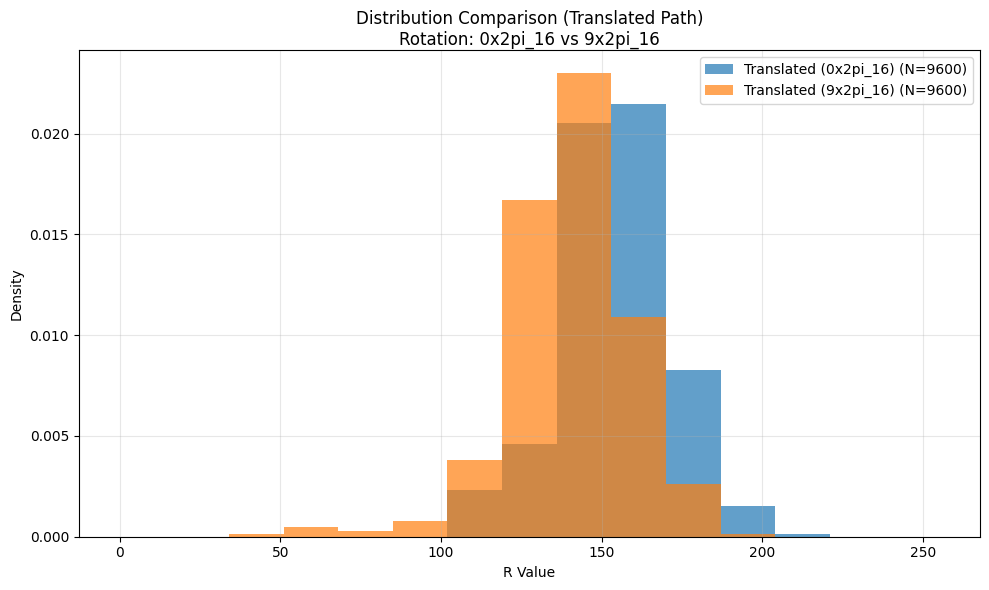 Distribution Comparison (Translated Path)
Rotation: 0x2pi_16 vs 9x2pi_16
Translated (0x2pi_16) (N=9600)
Translated (9x2pi_16) (N=9600)
Density
0.020
0.015
0.010
0.005
0.000
0 50 100 150 200 250
R Value